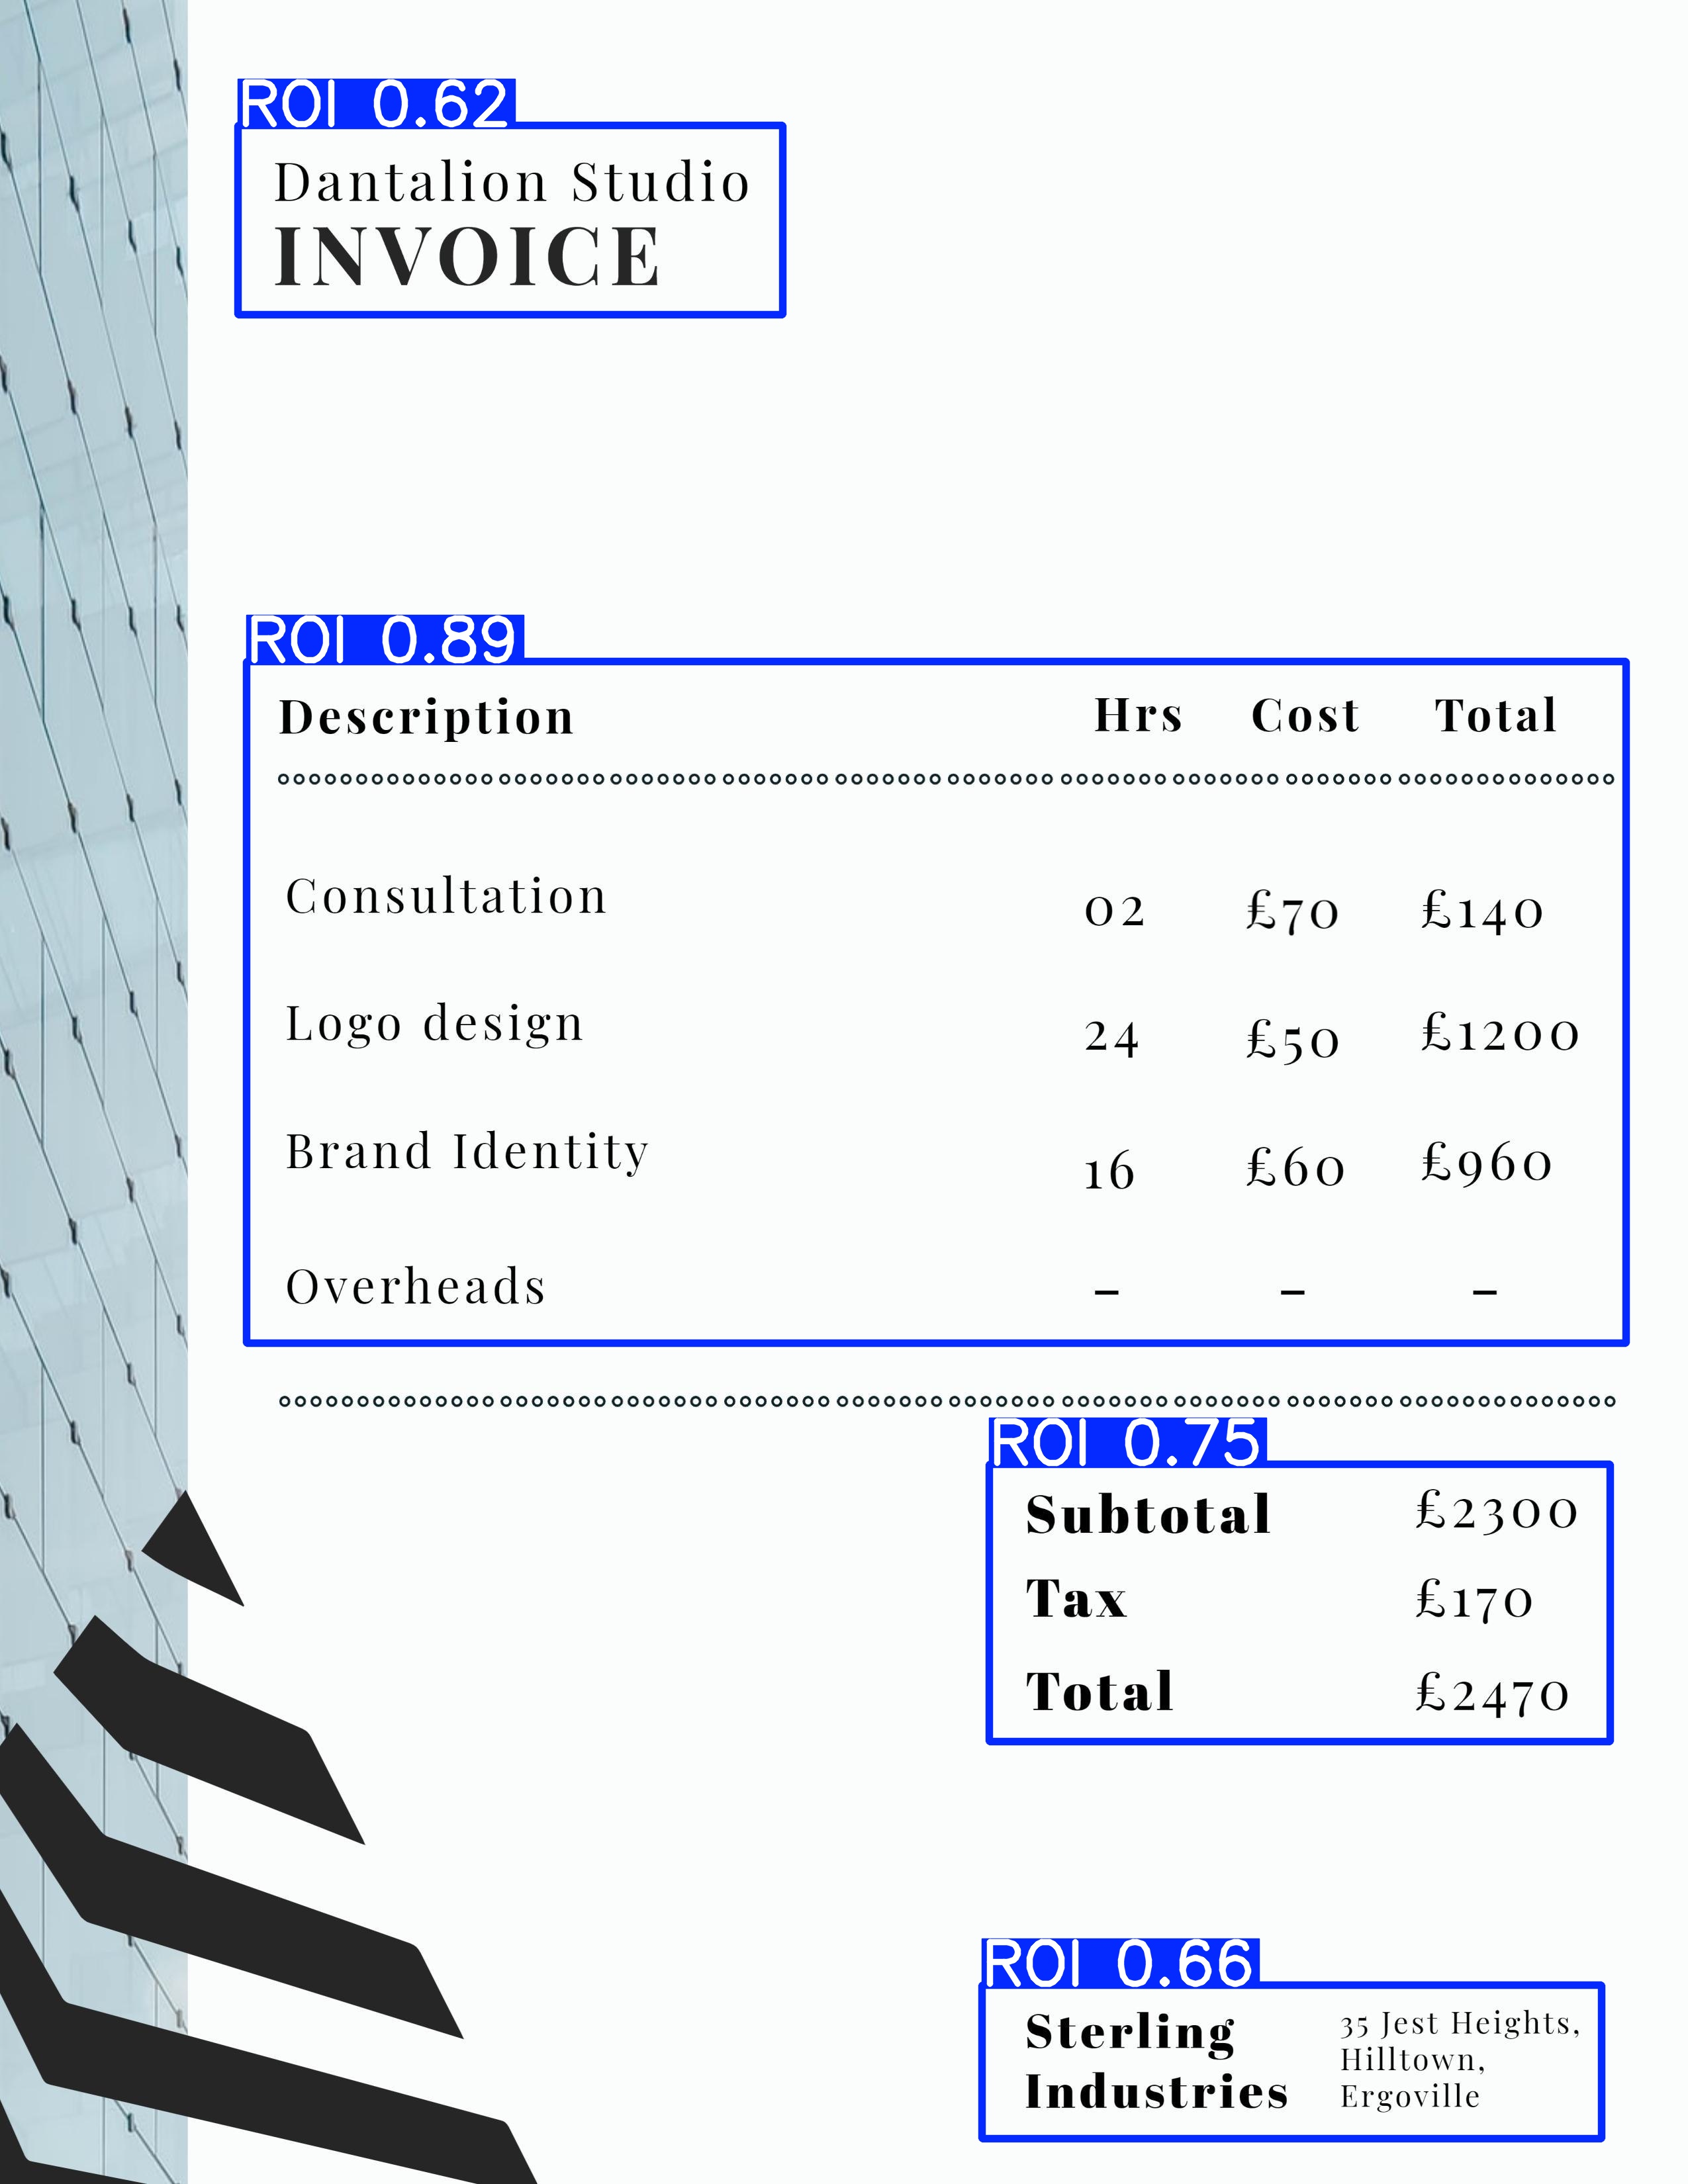 ROI 0.62
Dantalion Studio
INVOICE
ROI 0.89
Description Hrs Cost Total
Consultation 02 £70 £140
Logo design 24 £50 £1200
Brand Identity 16 £60 £960
Overheads – – –
ROI 0.75
Subtotal £2300
Tax £170
Total £2470
ROI 0.66
Sterling
Industries
35 Jest Heights,
Hilltown,
Ergoville